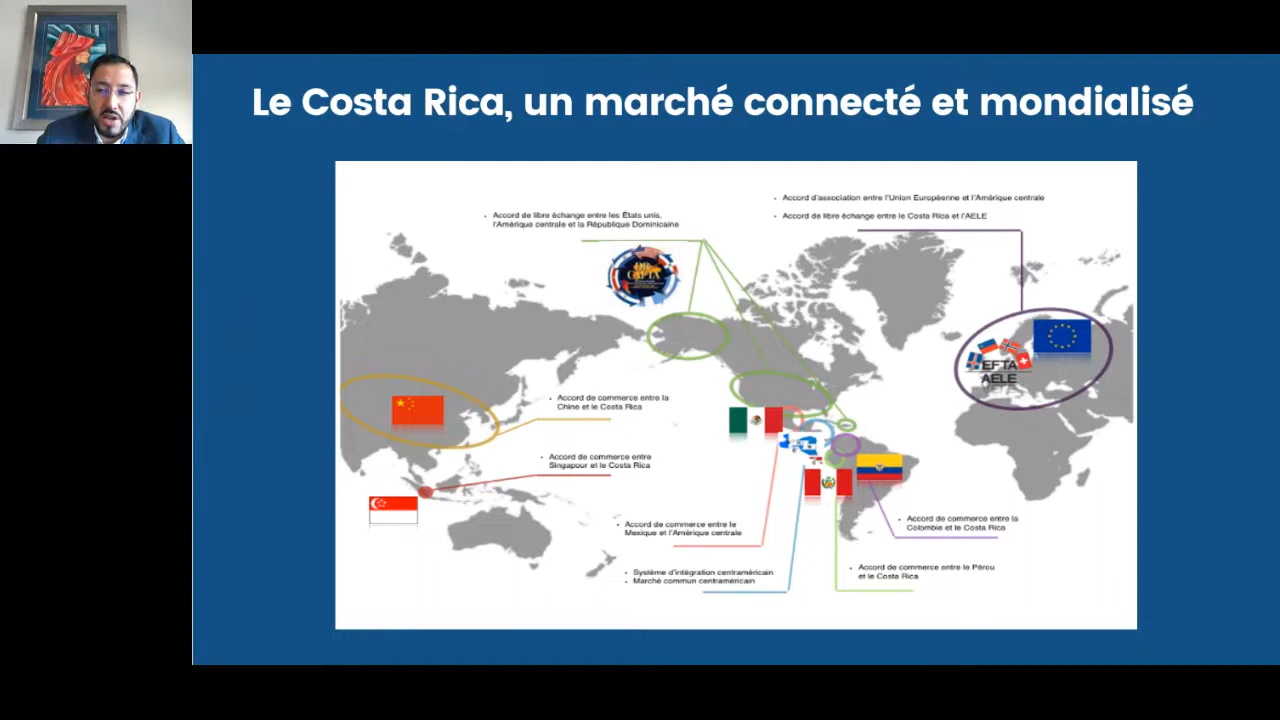 Le Costa Rica, un marché connecté et mondialisé
Accord d'association entre l'Union Européenne et l'Amérique centrale
Accord de libre échange entre le Costa Rica et l'AELE
Accord de libre échange entre les États unis,
l'Amérique centrale et la République Dominicaine
DR
CAFTA
EFTA
AELE
Accord de commerce entre la
Chine et le Costa Rica
Accord de commerce entre
Singapour et le Costa Rica
Accord de commerce entre le
Mexique et l'Amérique centrale
Accord de commerce entre la
Colombie et le Costa Rica
Système d'intégration centraméricain
Marché commun centraméricain
Accord de commerce entre le Pérou
et le Costa Rica